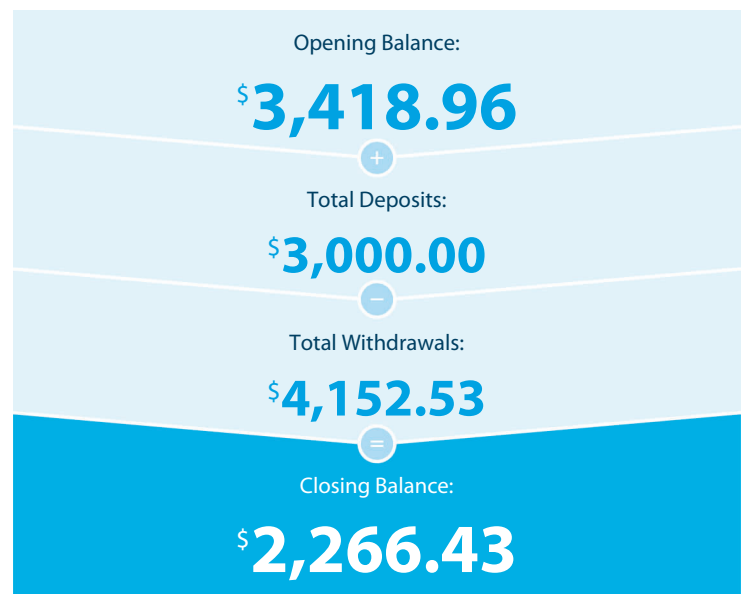 Opening Balance:
$3,418.96
+
Total Deposits:
$3,000.00
−
Total Withdrawals:
$4,152.53
=
Closing Balance:
$2,266.43